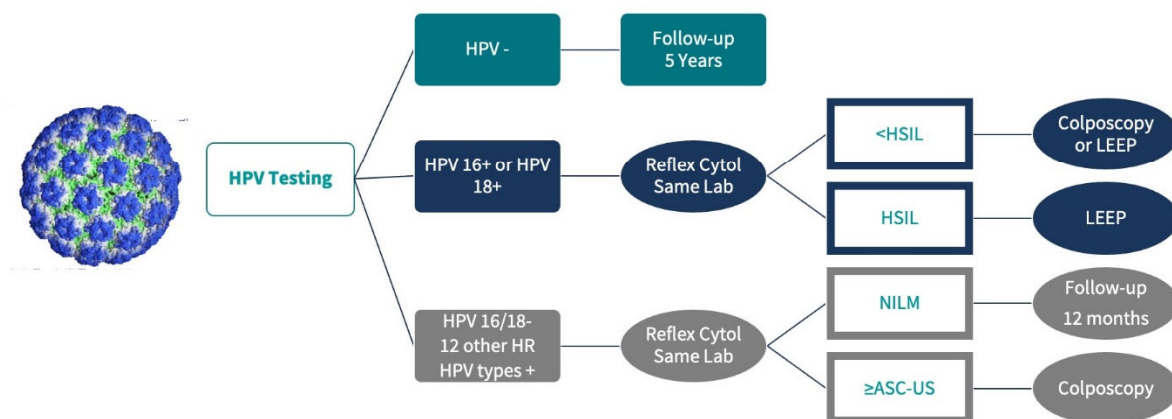 HPV Testing
HPV -
Follow-up
5 Years
HPV 16+ or HPV
18+
Reflex Cytol
Same Lab
<HSIL
Colposcopy
or LEEP
HSIL
LEEP
HPV 16/18-
12 other HR
HPV types +
Reflex Cytol
Same Lab
NILM
Follow-up
12 months
≥ASC-US
Colposcopy